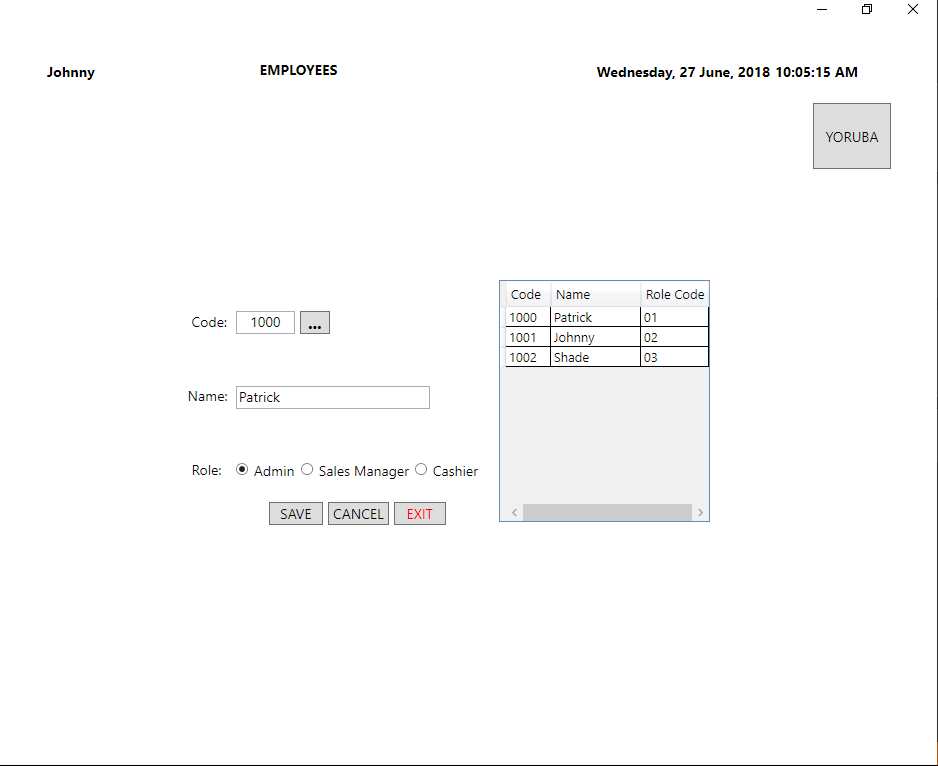 Johnny EMPLOYEES Wednesday, 27 June, 2018 10:05:15 AM
YORUBA
Code: 1000 ...
Name: Patrick
Role: Admin Sales Manager Cashier
SAVE CANCEL EXIT
Code Name Role Code
1000 Patrick 01
1001 Johnny 02
1002 Shade 03